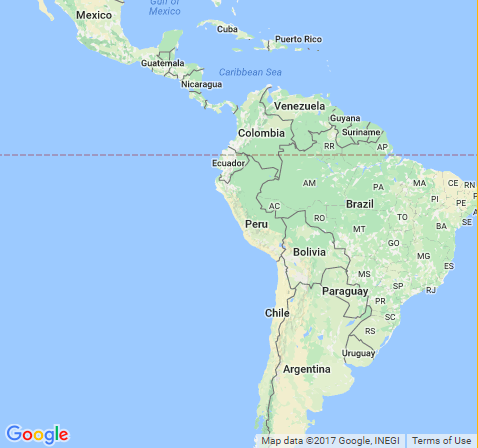 Gulf of
Mexico
Mexico
Cuba
Puerto Rico
Guatemala
Caribbean Sea
Nicaragua
Venezuela
Guyana
Colombia
Suriname
RR
AP
Ecuador
AM
PA
MA
CE
RN
PI
PE
AC
RO
Brazil
TO
SE
Peru
MT
BA
GO
Bolivia
MG
MS
ES
SP
Paraguay
RJ
PR
Chile
SC
RS
Uruguay
Argentina
Google
Map data ©2017 Google, INEGI
Terms of Use